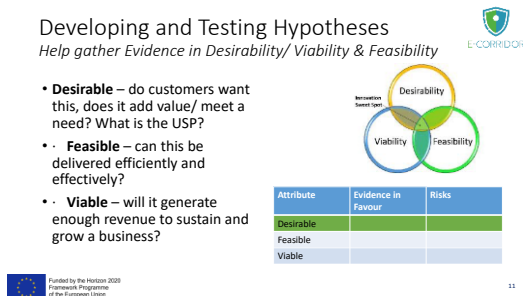 Developing and Testing Hypotheses
Help gather Evidence in Desirability/ Viability & Feasibility
E-CORRIDOR
• Desirable – do customers want
this, does it add value/ meet a
need? What is the USP?
• · Feasible – can this be
delivered efficiently and
effectively?
• · Viable – will it generate
enough revenue to sustain and
grow a business?
Innovation
Sweet Spot
Desirability
Viability
Feasibility
Attribute Evidence in Risks
Favour
Desirable
Feasible
Viable
Funded by the Horizon 2020
Framework Programme
of the European Union
11